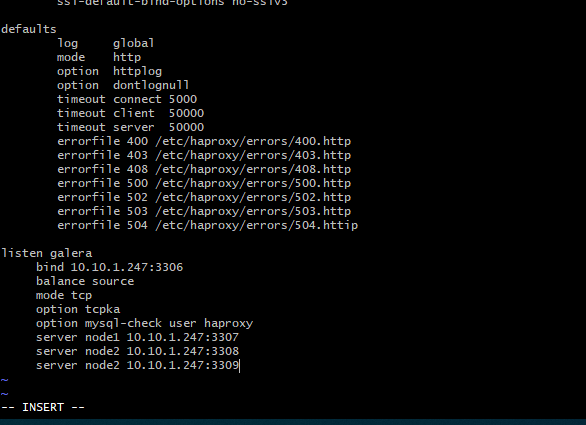 ssl-default-bind-options no-sslv3
defaults
log global
mode http
option httplog
option dontlognull
timeout connect 5000
timeout client 50000
timeout server 50000
errorfile 400 /etc/haproxy/errors/400.http
errorfile 403 /etc/haproxy/errors/403.http
errorfile 408 /etc/haproxy/errors/408.http
errorfile 500 /etc/haproxy/errors/500.http
errorfile 502 /etc/haproxy/errors/502.http
errorfile 503 /etc/haproxy/errors/503.http
errorfile 504 /etc/haproxy/errors/504.httip
listen galera
bind 10.10.1.247:3306
balance source
mode tcp
option tcpka
option mysql-check user haproxy
server node1 10.10.1.247:3307
server node2 10.10.1.247:3308
server node2 10.10.1.247:3309
~
~
-- INSERT --